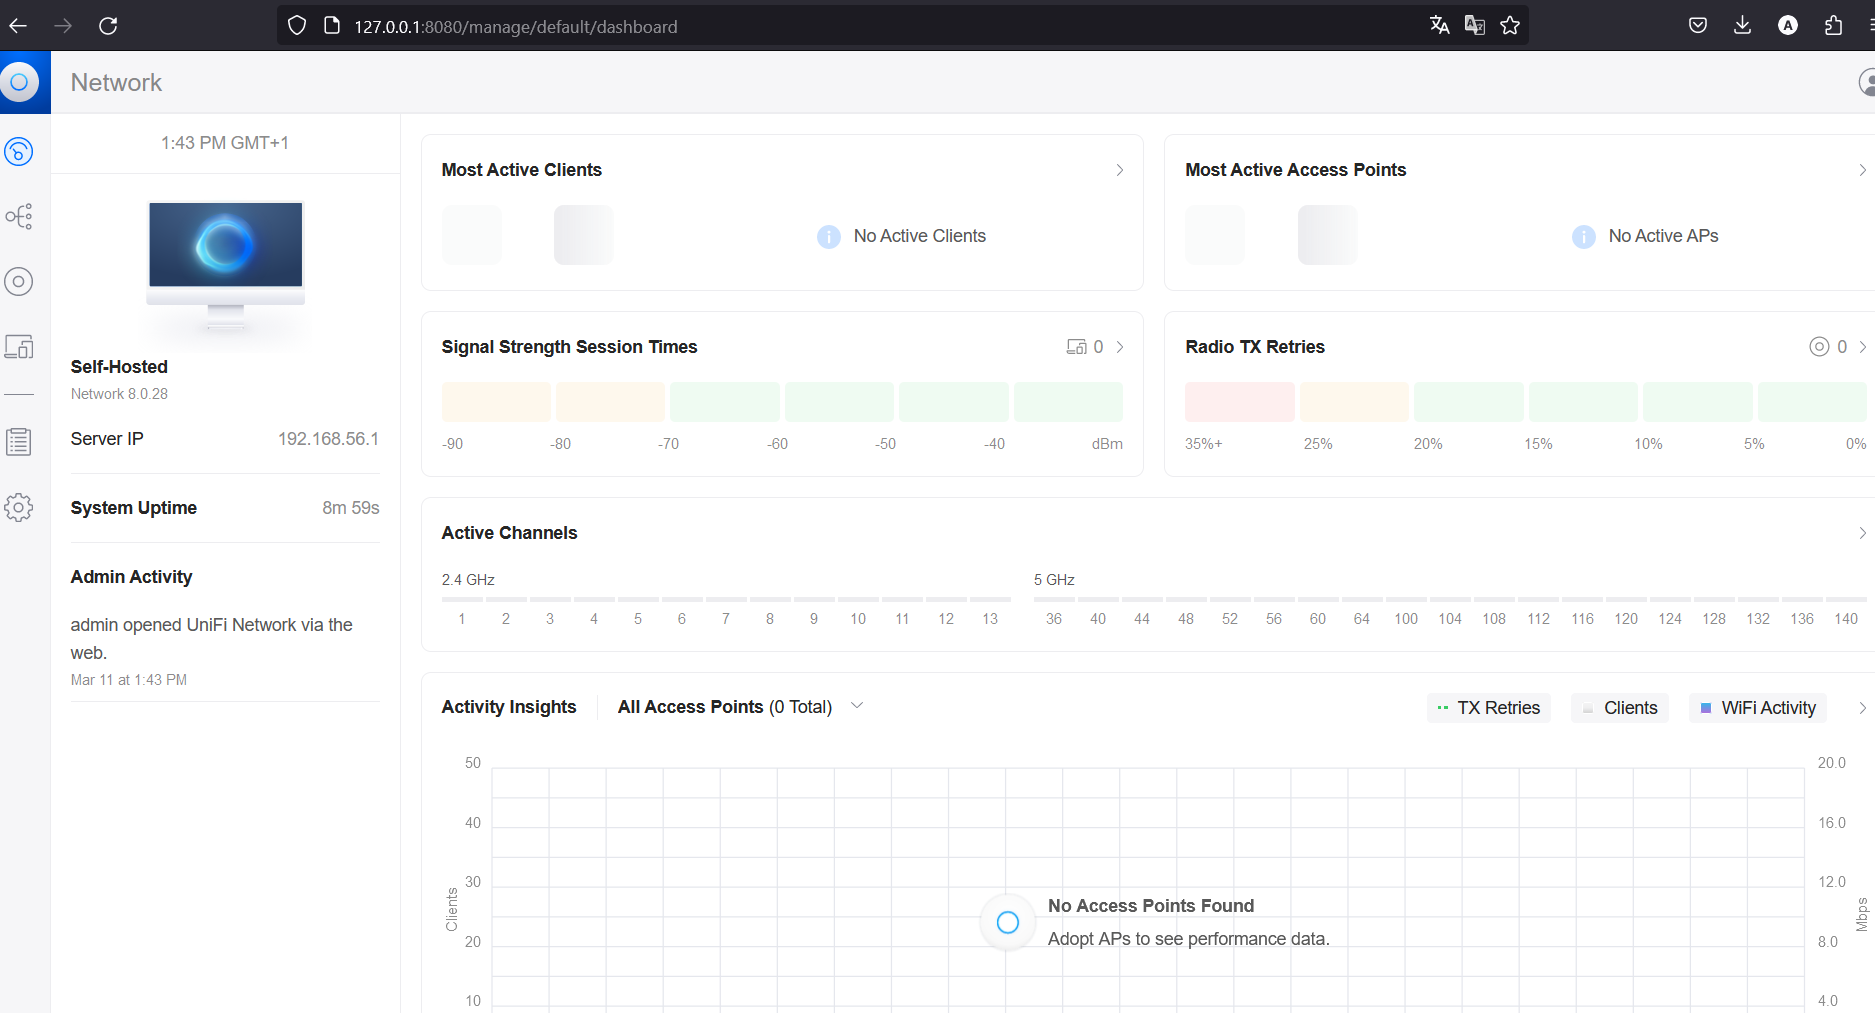 127.0.0.1:8080/manage/default/dashboard
Network
1:43 PM GMT+1
Self-Hosted
Network 8.0.28
Server IP 192.168.56.1
System Uptime 8m 59s
Admin Activity
admin opened UniFi Network via the
web.
Mar 11 at 1:43 PM
Most Active Clients
No Active Clients
Most Active Access Points
No Active APs
Signal Strength Session Times 0
-90 -80 -70 -60 -50 -40 dBm
Radio TX Retries 0
35%+ 25% 20% 15% 10% 5% 0%
Active Channels
2.4 GHz
1 2 3 4 5 6 7 8 9 10 11 12 13
5 GHz
36 40 44 48 52 56 60 64 100 104 108 112 116 120 124 128 132 136 140
Activity Insights All Access Points (0 Total) TX Retries Clients WiFi Activity
50
40
30
20
10
Clients
No Access Points Found
Adopt APs to see performance data.
20.0
16.0
12.0
8.0
4.0
Mbps